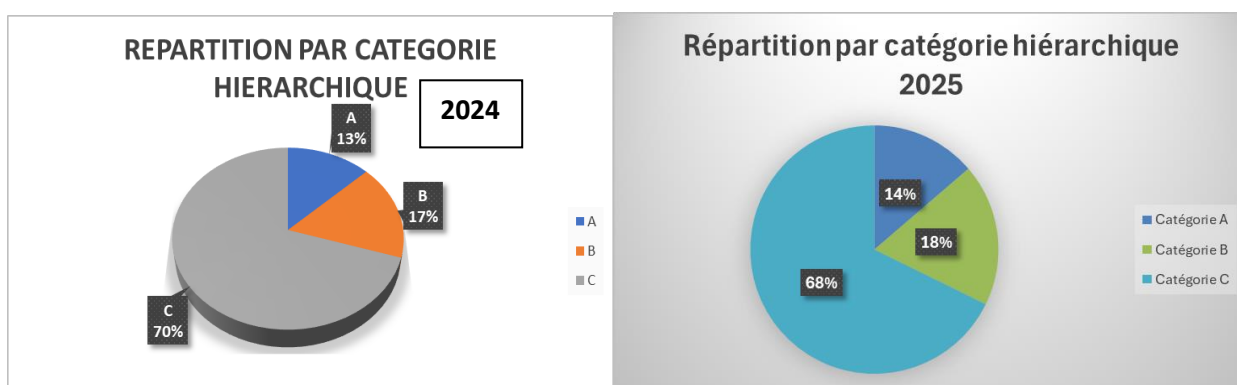 REPARTITION PAR CATEGORIE
HIERARCHIQUE
2024
A
13%
B
17%
C
70%
A
B
C
Répartition par catégorie hiérarchique
2025
14%
18%
68%
Catégorie A
Catégorie B
Catégorie C